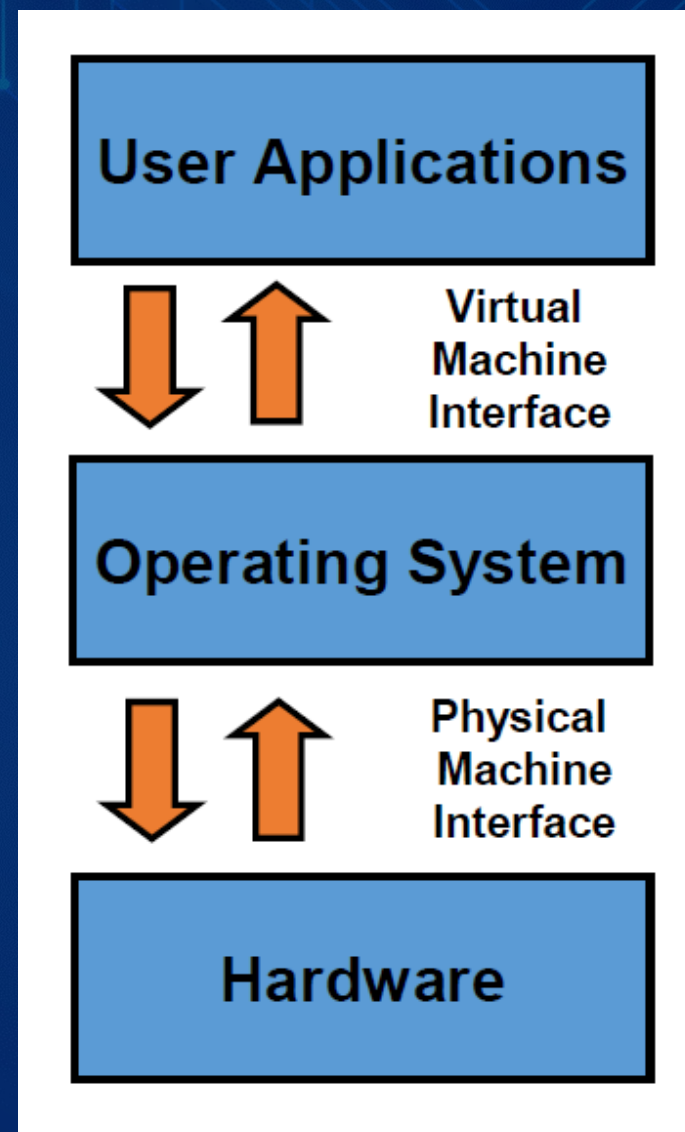 User Applications
Virtual
Machine
Interface
Operating System
Physical
Machine
Interface
Hardware